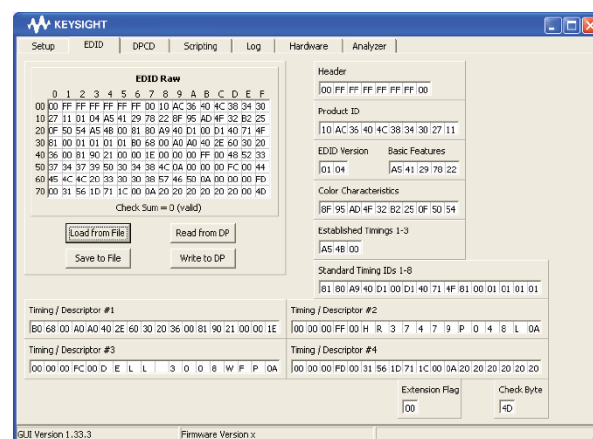 KEYSIGHT
Setup EDID DPCD Scripting Log Hardware Analyzer
EDID Raw
0 1 2 3 4 5 6 7 8 9 A B C D E F
00 00 FF FF FF FF FF FF 00 10 AC 36 40 4C 38 34 30
10 27 11 01 04 A5 41 29 78 22 8F 95 AD 4F 32 B2 25
20 0F 50 54 A5 4B 00 81 80 A9 40 D1 00 D1 40 71 4F
30 81 00 01 01 01 01 B0 68 00 A0 A0 40 2E 60 30 20
40 36 00 81 90 21 00 00 1E 00 00 00 FF 00 48 52 33
50 37 34 37 39 50 30 34 38 4C 0A 00 00 00 FC 00 44
60 45 4C 4C 20 33 30 30 38 57 46 50 0A 00 00 00 FD
70 00 31 56 1D 71 1C 00 0A 20 20 20 20 20 20 00 4D
Check Sum = 0 (valid)
Load from File Read from DP
Save to File Write to DP
Header
00 FF FF FF FF FF FF 00
Product ID
10 AC 36 40 4C 38 34 30 27 11
EDID Version Basic Features
01 04 A5 41 29 78 22
Color Characteristics
8F 95 AD 4F 32 B2 25 0F 50 54
Established Timings 1-3
A5 4B 00
Standard Timing IDs 1-8
81 80 A9 40 D1 00 D1 40 71 4F 81 00 01 01 01 01
Timing / Descriptor #1 Timing / Descriptor #2
B0 68 00 A0 A0 40 2E 60 30 20 36 00 81 90 21 00 00 1E 00 00 00 FF 00 H R 3 7 4 7 9 P 0 4 8 L 0A
Timing / Descriptor #3 Timing / Descriptor #4
00 00 00 FC 00 D E L L 3 0 0 8 W F P 0A 00 00 00 FD 00 31 56 1D 71 1C 00 0A 20 20 20 20 20 20
Extension Flag Check Byte
00 4D
GUI Version 1.33.3 Firmware Version x